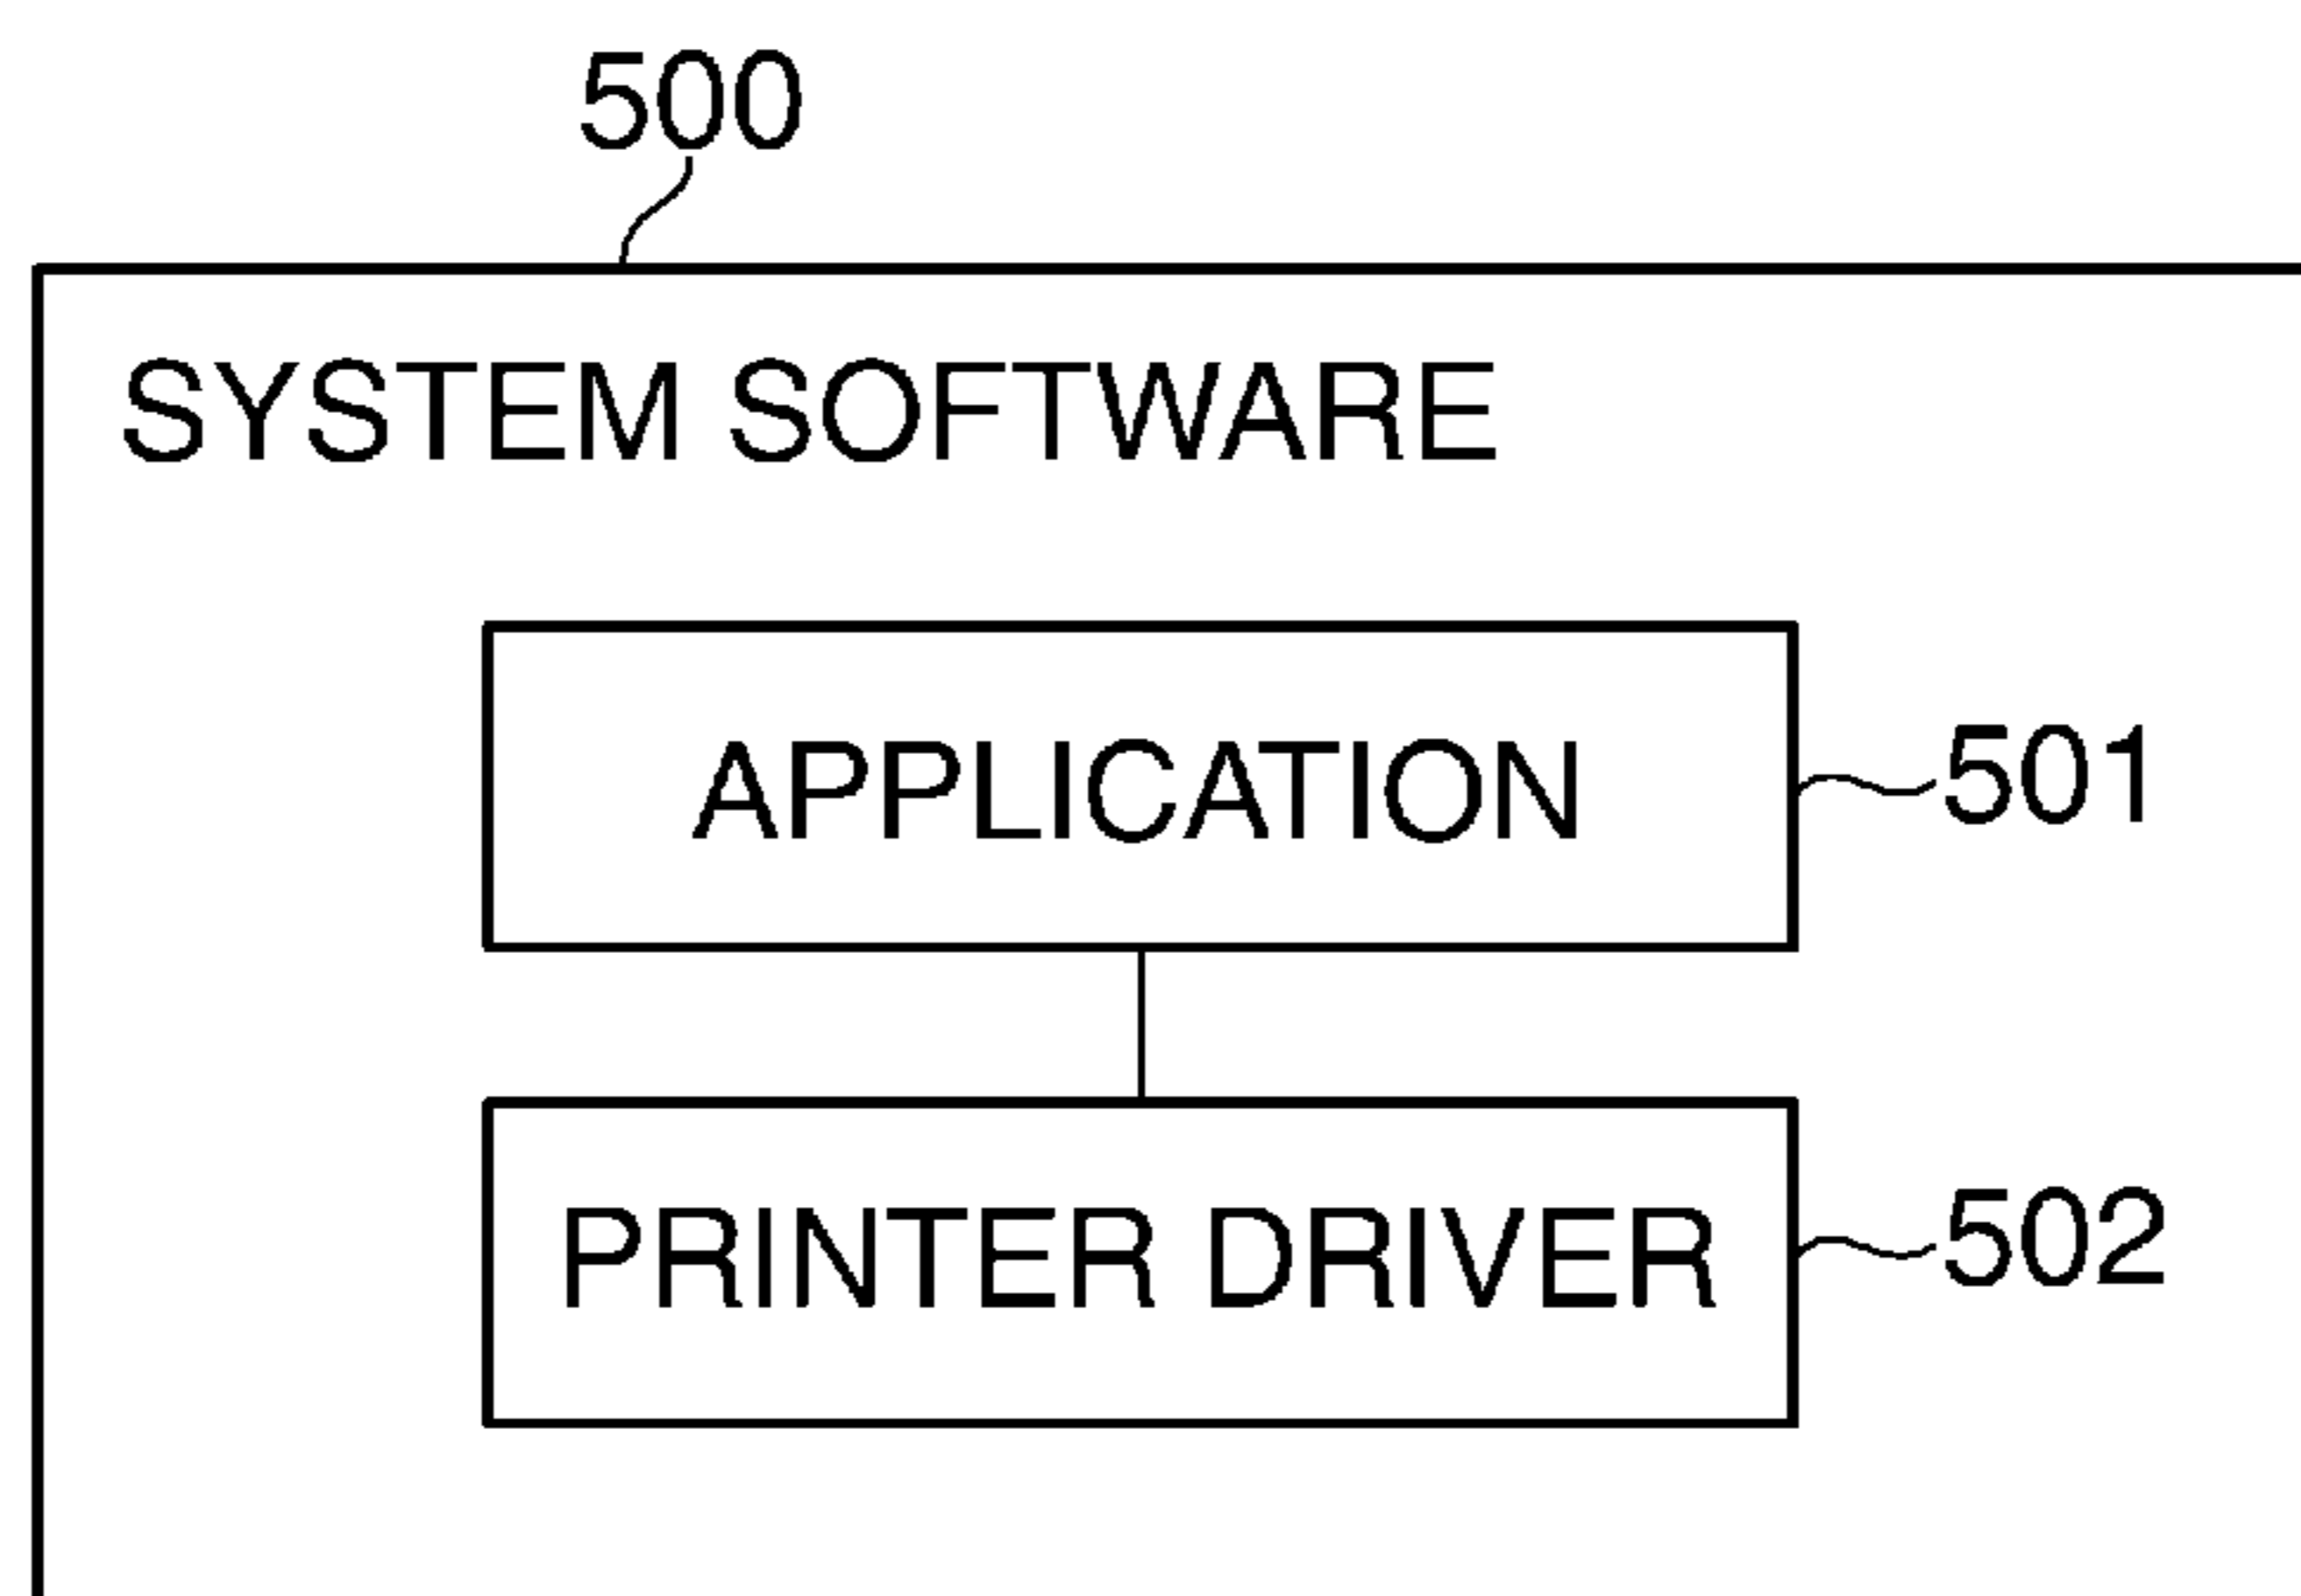 500
SYSTEM SOFTWARE
APPLICATION
501
PRINTER DRIVER
502